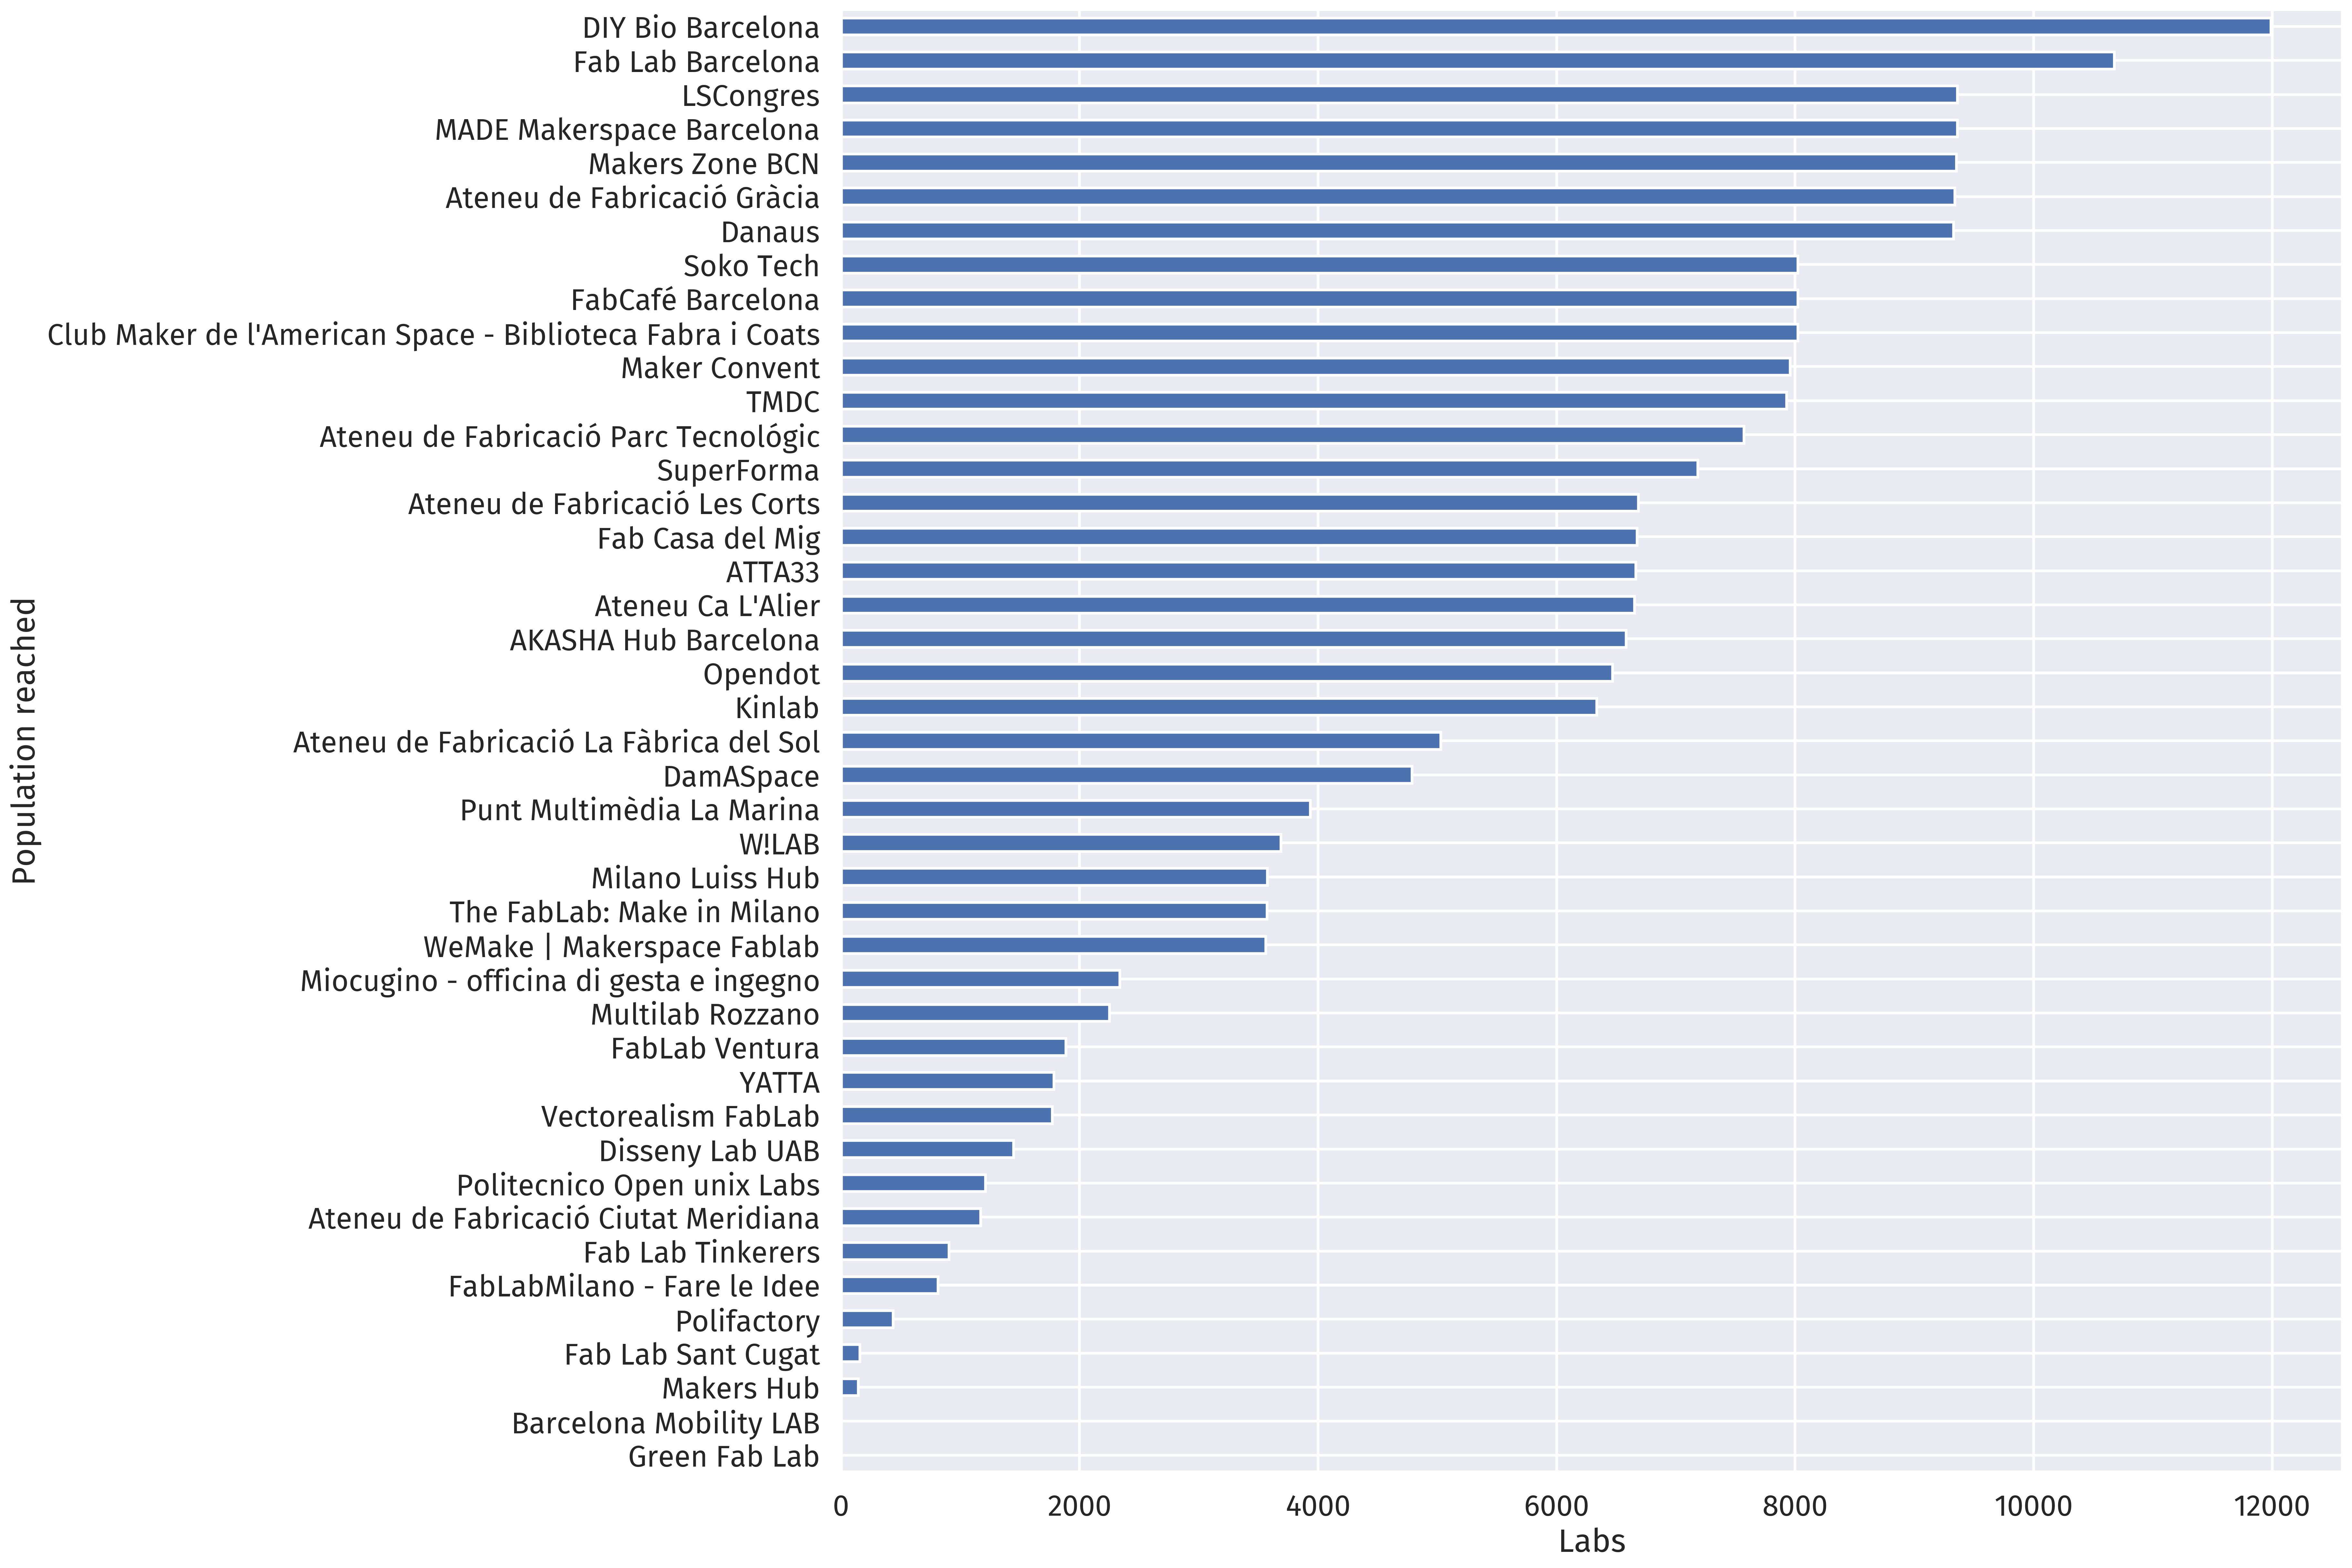 DIY Bio Barcelona
Fab Lab Barcelona
LSCongres
MADE Makerspace Barcelona
Makers Zone BCN
Ateneu de Fabricació Gràcia
Danaus
Soko Tech
FabCafé Barcelona
Club Maker de l'American Space - Biblioteca Fabra i Coats
Maker Convent
TMDC
Ateneu de Fabricació Parc Tecnológic
SuperForma
Ateneu de Fabricació Les Corts
Fab Casa del Mig
ATTA33
Ateneu Ca L'Alier
AKASHA Hub Barcelona
Opendot
Kinlab
Ateneu de Fabricació La Fàbrica del Sol
DamASpace
Punt Multimèdia La Marina
W!LAB
Milano Luiss Hub
The FabLab: Make in Milano
WeMake | Makerspace Fablab
Miocugino - officina di gesta e ingegno
Multilab Rozzano
FabLab Ventura
YATTA
Vectorealism FabLab
Disseny Lab UAB
Politecnico Open unix Labs
Ateneu de Fabricació Ciutat Meridiana
Fab Lab Tinkerers
FabLabMilano - Fare le Idee
Polifactory
Fab Lab Sant Cugat
Makers Hub
Barcelona Mobility LAB
Green Fab Lab
Population reached
0 2000 4000 6000 8000 10000 12000
Labs